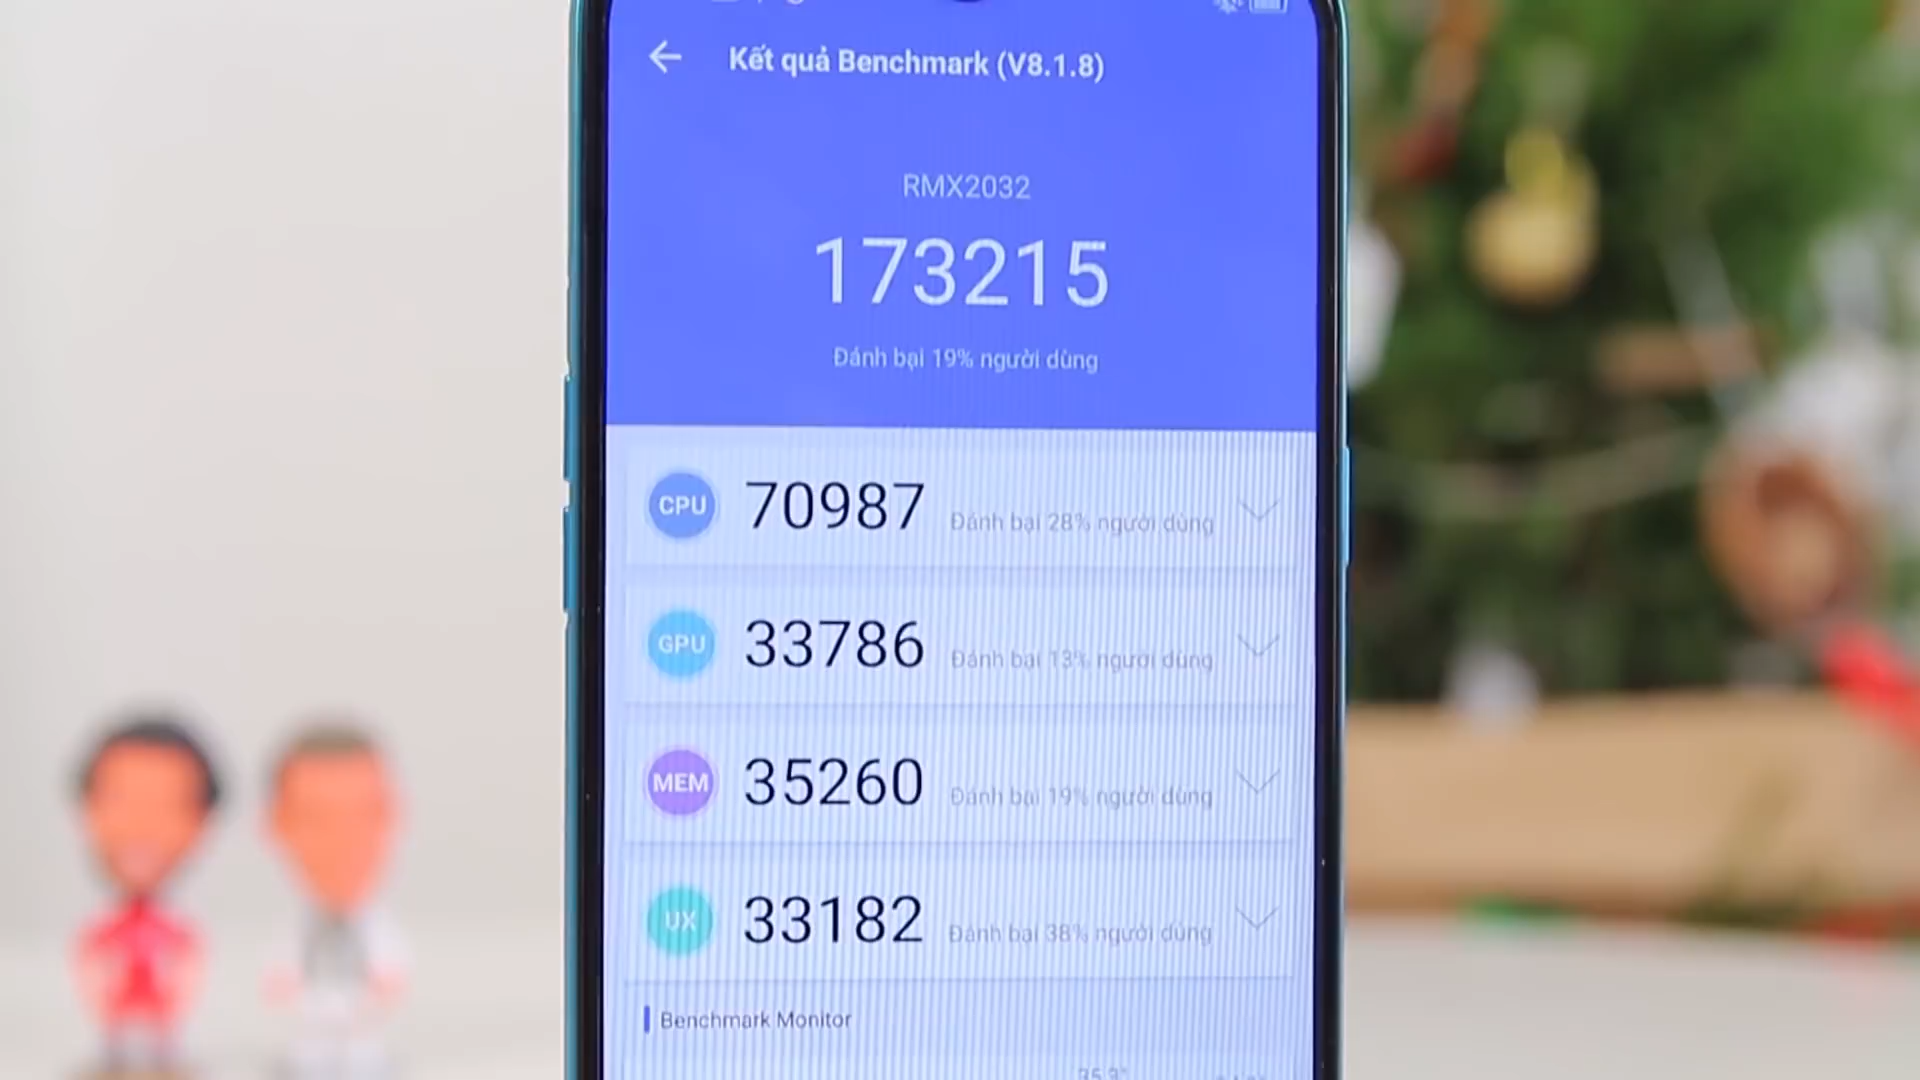 Kết quả Benchmark (V8.1.8)
RMX2032
173215
Đánh bại 19% người dùng
CPU 70987 Đánh bại 28% người dùng
GPU 33786 Đánh bại 13% người dùng
MEM 35260 Đánh bại 19% người dùng
UX 33182 Đánh bại 38% người dùng
Benchmark Monitor